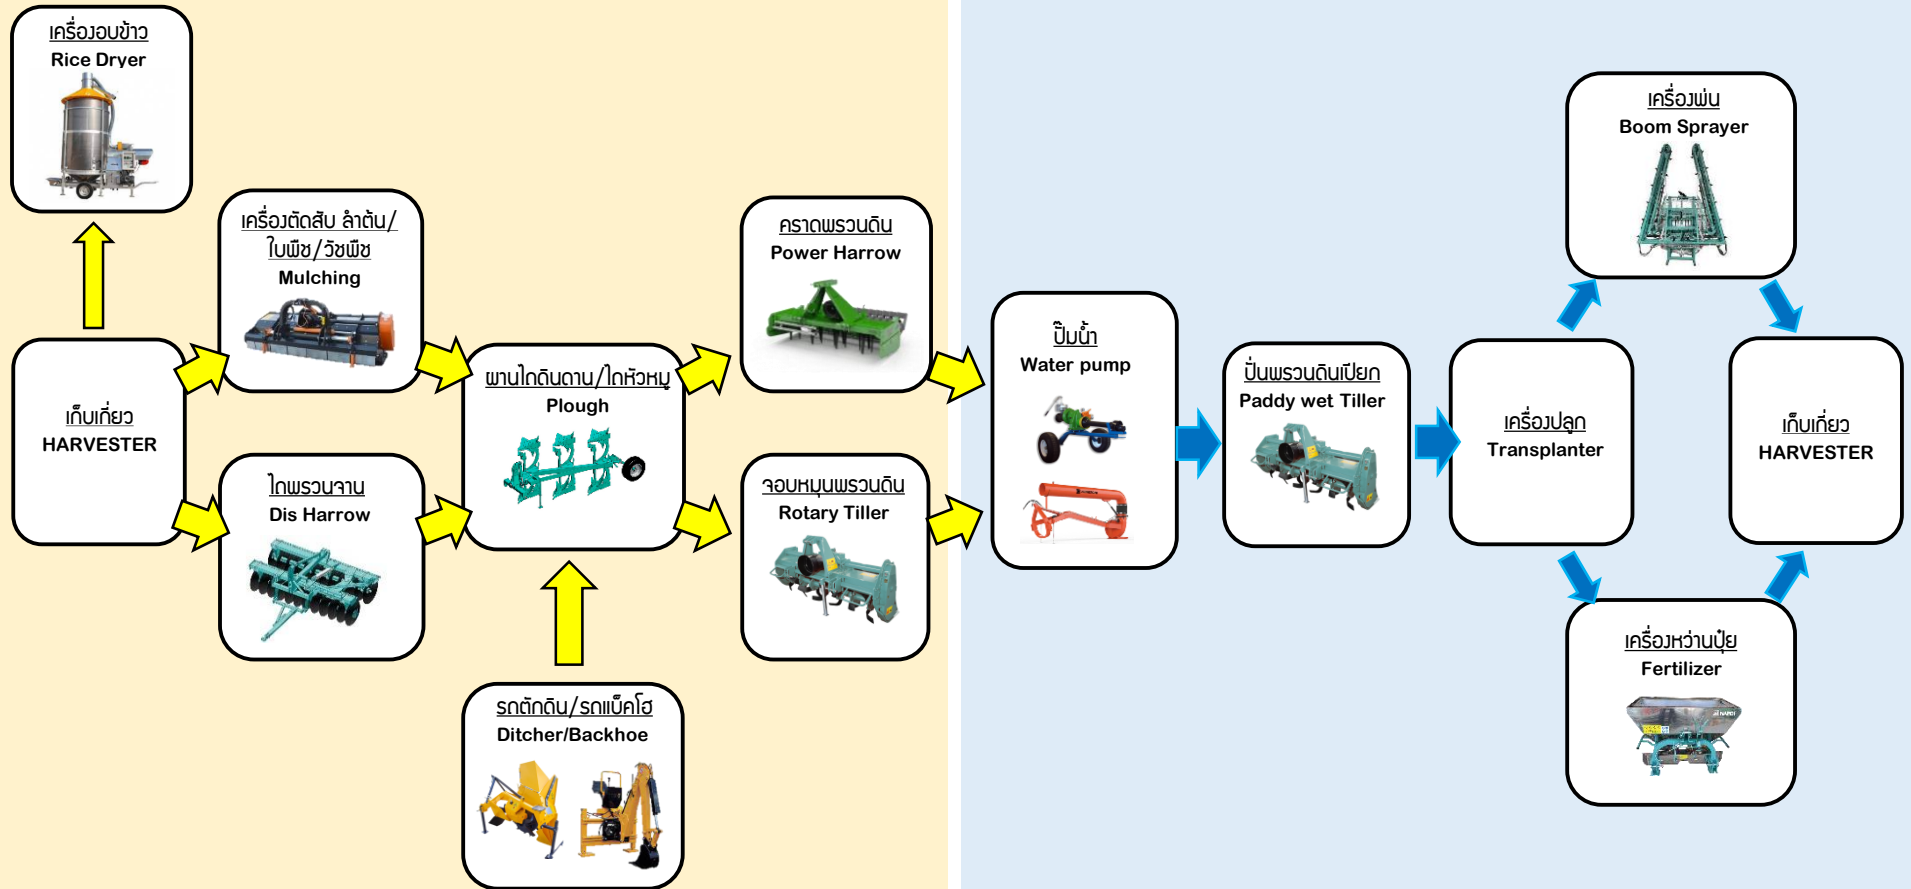 เครื่องอบข้าว
Rice Dryer
เก็บเกี่ยว
HARVESTER
เครื่องตัดสับ ลำต้น/
ใบพืช/วัชพืช
Mulching
ไถพรวนจาน
Dis Harrow
ผานไถดินดาน/ไถหัวหมู
Plough
รถตักดิน/รถแบ็คโฮ
Ditcher/Backhoe
คราดพรวนดิน
Power Harrow
จอบหมุนพรวนดิน
Rotary Tiller
ปั๊มน้ำ
Water pump
ปั่นพรวนดินเปียก
Paddy wet Tiller
เครื่องปลูก
Transplanter
เครื่องพ่น
Boom Sprayer
เครื่องหว่านปุ๋ย
Fertilizer
NARDI
เก็บเกี่ยว
HARVESTER